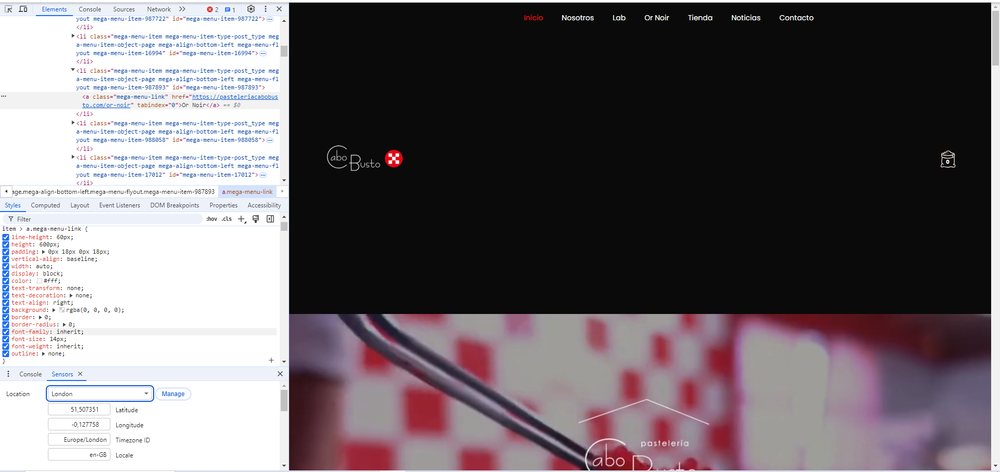 Elements Console Sources Network 2 1
yout mega-menu-item-987722" id="mega-menu-item-987722">
</li>
<li class="mega-menu-item mega-menu-item-type-post_type meg
a-menu-item-object-page mega-align-bottom-left mega-menu-fl
yout mega-menu-item-16994" id="mega-menu-item-16994">
</li>
<li class="mega-menu-item mega-menu-item-type-post_type meg
a-menu-item-object-page mega-align-bottom-left mega-menu-fl
yout mega-menu-item-987893" id="mega-menu-item-987893">
<a class="mega-menu-link" href="https://pasteleriacabobus
to.com/or-noir" tabindex="0">Or Noir</a> == $0
</li>
<li class="mega-menu-item mega-menu-item-type-post_type meg
a-menu-item-object-page mega-align-bottom-left mega-menu-fl
yout mega-menu-item-988058" id="mega-menu-item-988058">
</li>
<li class="mega-menu-item mega-menu-item-type-post_type meg
a-menu-item-object-page mega-align-bottom-left mega-menu-fl
yout mega-menu-item-17012" id="mega-menu-item-17012">
</li>
age.mega-align-bottom-left.mega-menu-flyout.mega-menu-item-987893 a.mega-menu-link
Styles Computed Layout Event Listeners DOM Breakpoints Properties Accessibility
Filter :hov .cls
item > a.mega-menu-link {
line-height: 60px;
height: 600px;
padding: 0px 18px 0px 18px;
vertical-align: baseline;
width: auto;
display: block;
color: #fff;
text-transform: none;
text-decoration: none;
text-align: right;
background: rgba(0, 0, 0, 0);
border: 0;
border-radius: 0;
font-family: inherit;
font-size: 14px;
font-weight: inherit;
outline: none;
}
Console Sensors
Location London Manage
51,507351 Latitude
-0,127758 Longitude
Europe/London Timezone ID
en-GB Locale
Inicio Nosotros Lab Or Noir Tienda Noticias Contacto
Cabo Busto
0
pastelería
Cabo Busto